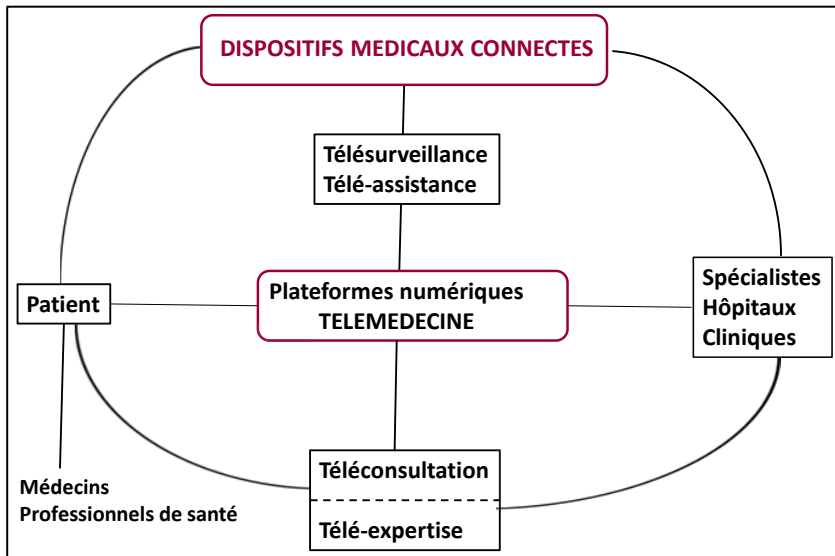 DISPOSITIFS MEDICAUX CONNECTES
Télésurveillance
Télé-assistance
Patient
Plateformes numériques
TELEMEDECINE
Spécialistes
Hôpitaux
Cliniques
Médecins
Professionnels de santé
Téléconsultation
Télé-expertise